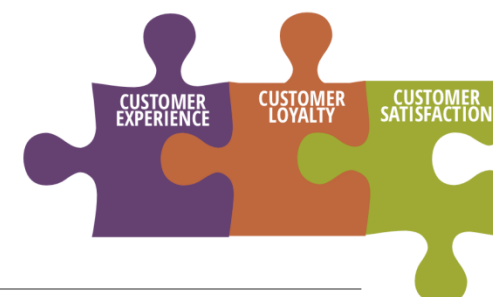 CUSTOMER
EXPERIENCE
CUSTOMER
LOYALTY
CUSTOMER
SATISFACTION